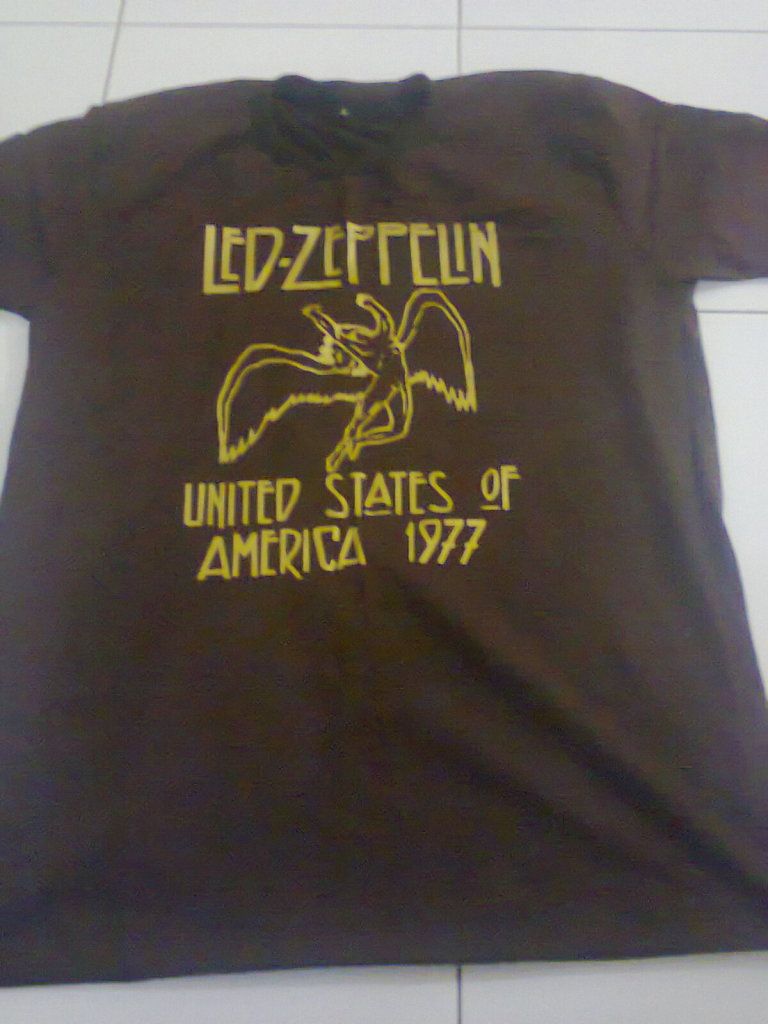 LED-ZEPPELIN
UNITED STATES OF
AMERICA 1977